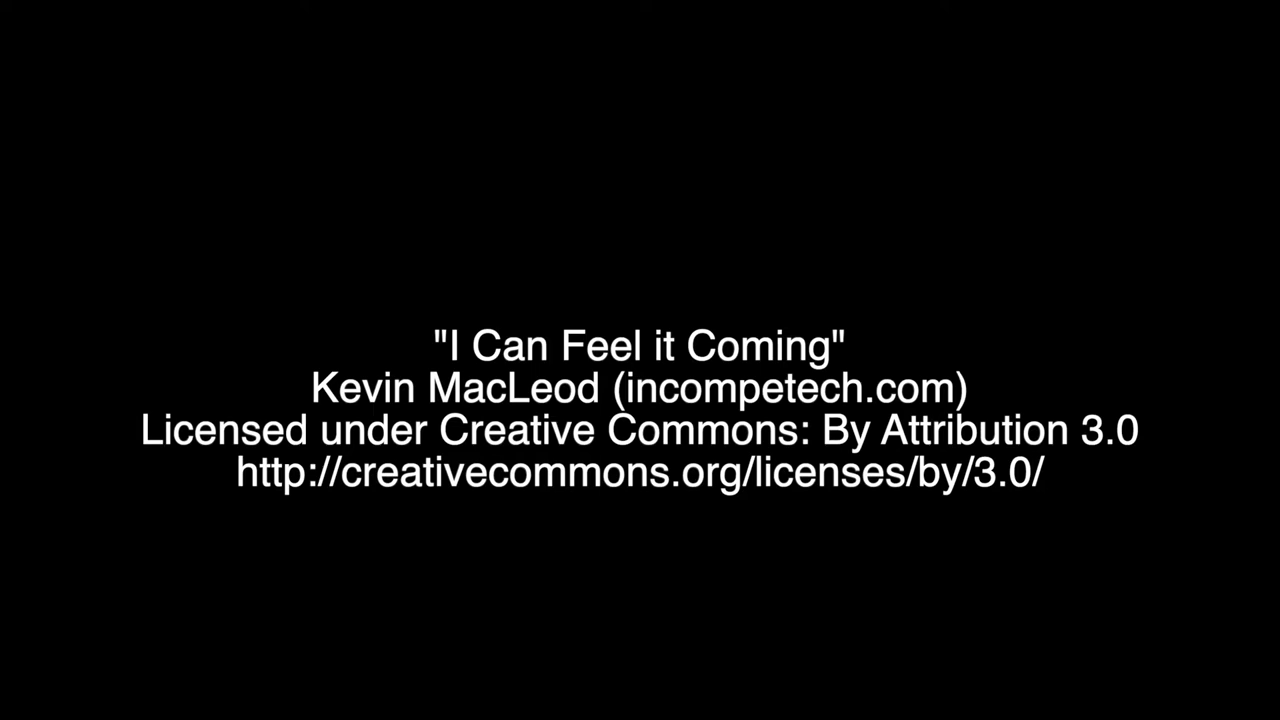 "I Can Feel it Coming"
Kevin MacLeod (incompetech.com)
Licensed under Creative Commons: By Attribution 3.0
http://creativecommons.org/licenses/by/3.0/